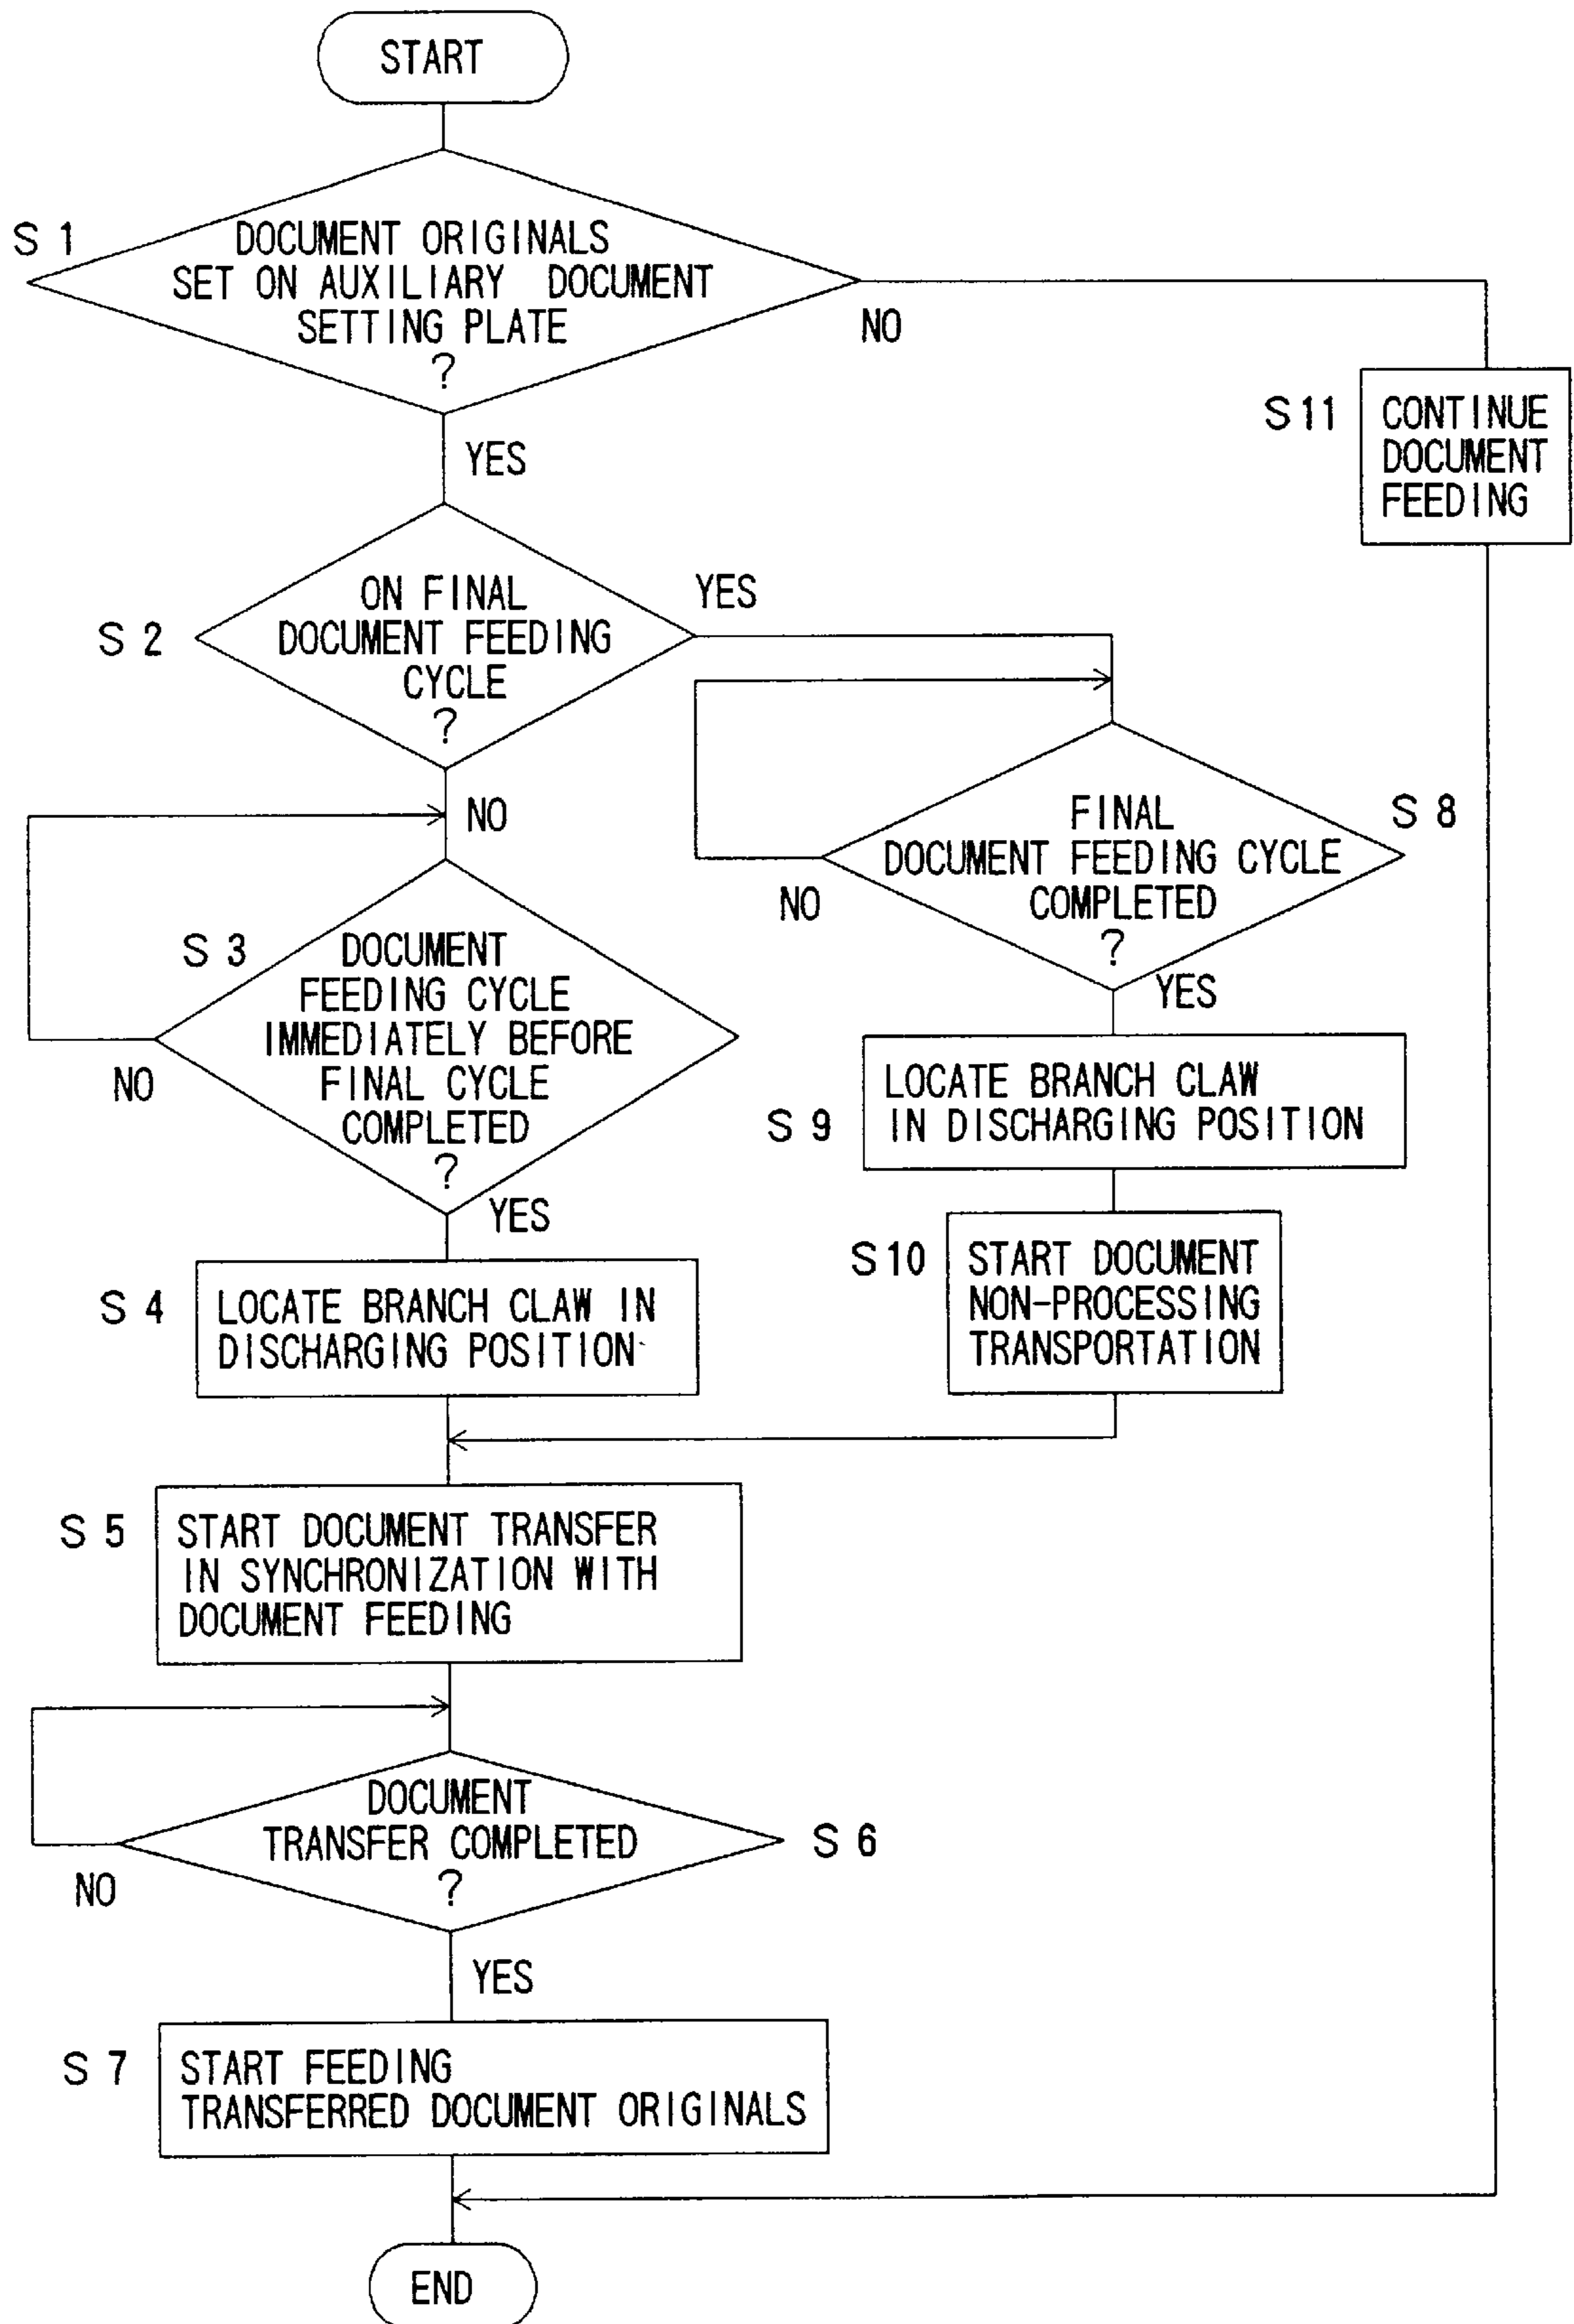 START
S 1
DOCUMENT ORIGINALS
SET ON AUXILIARY DOCUMENT
SETTING PLATE
?
NO
YES
S 11
CONTINUE
DOCUMENT
FEEDING
S 2
ON FINAL
DOCUMENT FEEDING
CYCLE
?
YES
NO
S 8
FINAL
DOCUMENT FEEDING CYCLE
COMPLETED
?
NO
YES
S 3
DOCUMENT
FEEDING CYCLE
IMMEDIATELY BEFORE
FINAL CYCLE
COMPLETED
?
NO
YES
S 9
LOCATE BRANCH CLAW
IN DISCHARGING POSITION
S 10
START DOCUMENT
NON-PROCESSING
TRANSPORTATION
S 4
LOCATE BRANCH CLAW IN
DISCHARGING POSITION
S 5
START DOCUMENT TRANSFER
IN SYNCHRONIZATION WITH
DOCUMENT FEEDING
DOCUMENT
TRANSFER COMPLETED
?
S 6
NO
YES
S 7
START FEEDING
TRANSFERRED DOCUMENT ORIGINALS
END